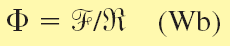 Φ = ℱ/ℜ (Wb)